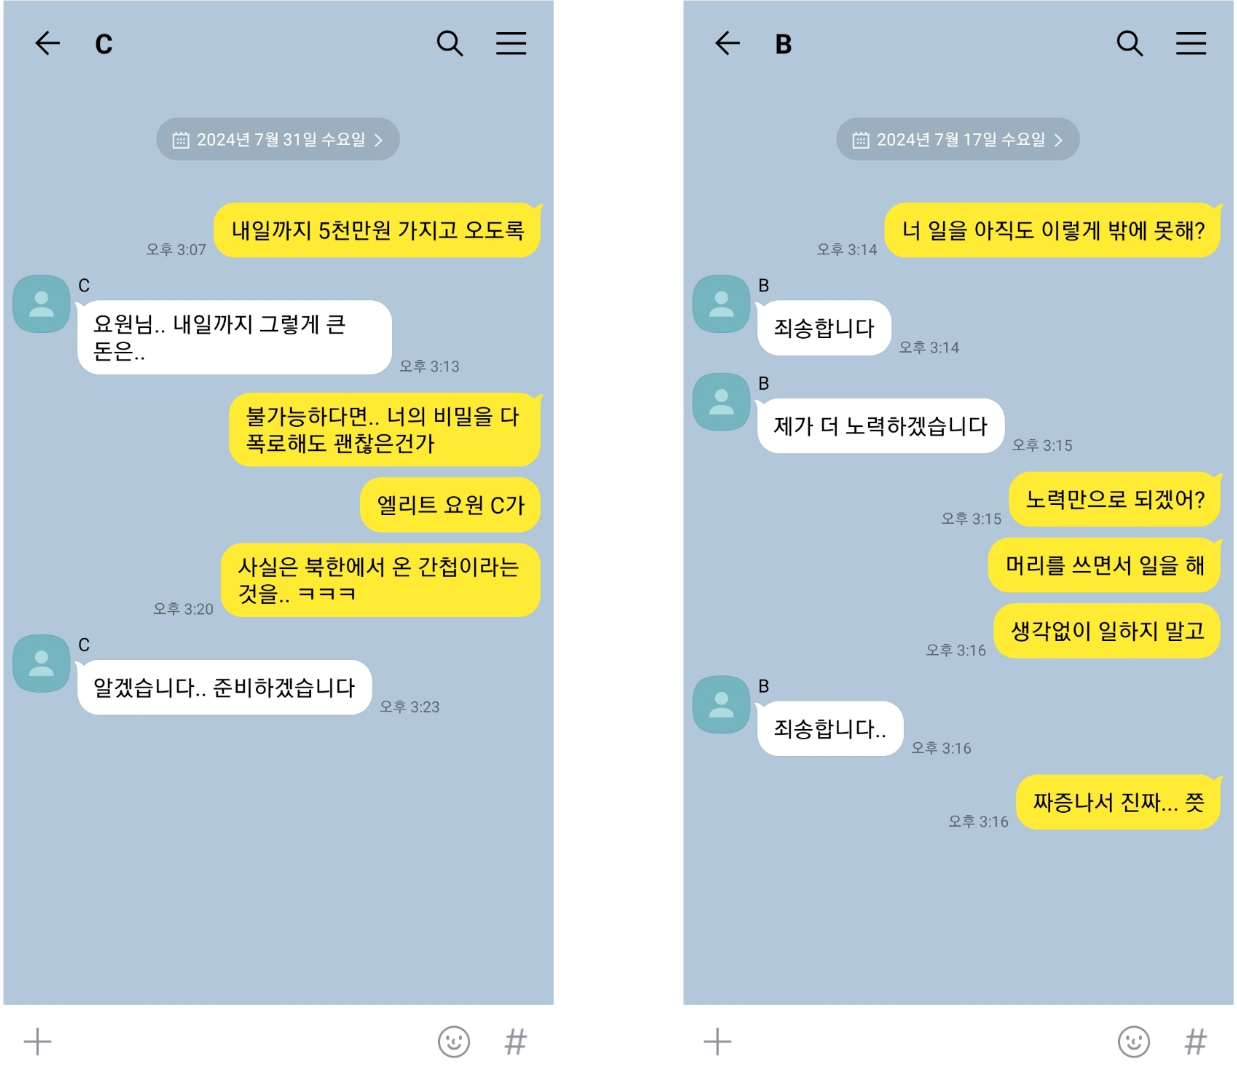 C
2024년 7월 31일 수요일
내일까지 5천만원 가지고 오도록
오후 3:07
C
요원님.. 내일까지 그렇게 큰
돈은..
오후 3:13
불가능하다면.. 너의 비밀을 다
폭로해도 괜찮은건가
엘리트 요원 C가
사실은 북한에서 온 간첩이라는
것을.. ㅋㅋㅋ
오후 3:20
C
알겠습니다.. 준비하겠습니다
오후 3:23
#
B
2024년 7월 17일 수요일
너 일을 아직도 이렇게 밖에 못해?
오후 3:14
B
죄송합니다
오후 3:14
B
제가 더 노력하겠습니다
오후 3:15
노력만으로 되겠어?
오후 3:15
머리를 쓰면서 일을 해
생각없이 일하지 말고
오후 3:16
B
죄송합니다..
오후 3:16
짜증나서 진짜... 쯧
오후 3:16
#